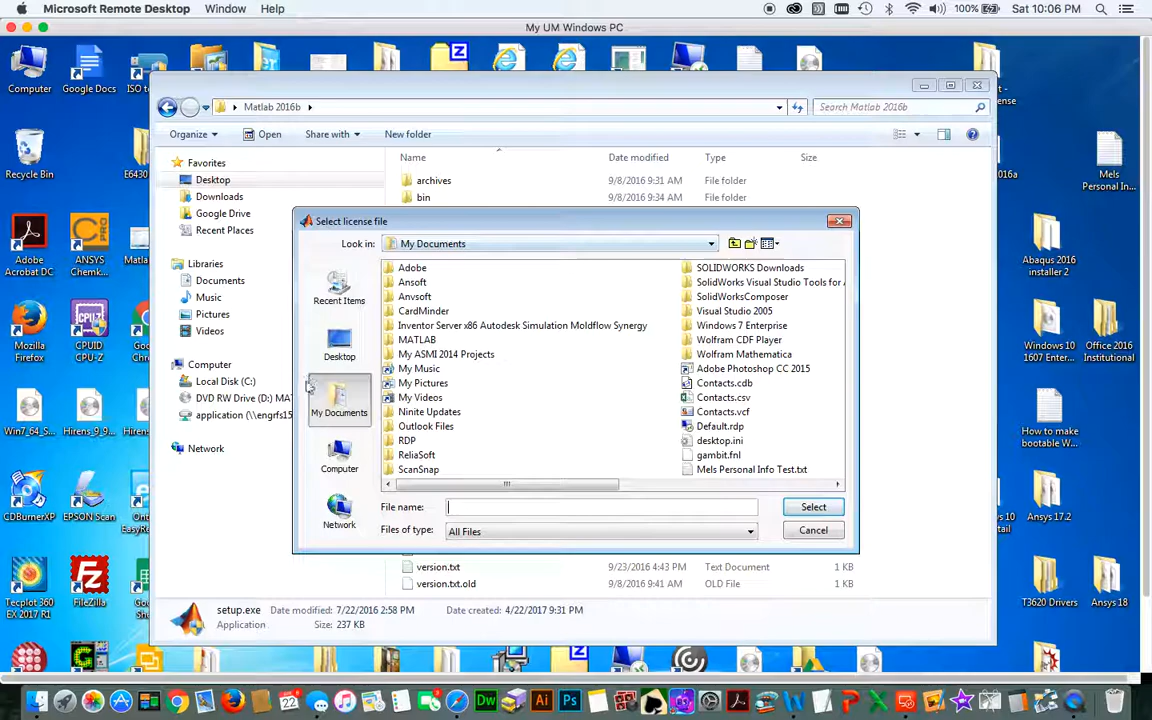 Microsoft Remote Desktop Window Help
100% Sat 10:06 PM
My UM Windows PC
Computer
Google Docs
ISO to
Recycle Bin
E6430
Adobe Acrobat DC
ANSYS Chemk...
Matlab
Mozilla Firefox
CPUID CPU-Z
Win7_64_S...
Hirens_9_9...
CDBurnerXP
EPSON Scan
Tecplot 360 EX 2017 R1
FileZilla
Mels Personal In...
Abaqus 2016 installer 2
Windows 10 1607 Enter...
Office 2016 Institutional
How to make bootable W...
Ansys 17.2
T3620 Drivers
Ansys 18
Matlab 2016b
Search Matlab 2016b
Organize
Open
Share with
New folder
Favorites
Desktop
Downloads
Google Drive
Recent Places
Libraries
Documents
Music
Pictures
Videos
Computer
Local Disk (C:)
DVD RW Drive (D:) MA
application (\\engrfs15
Network
Name Date modified Type Size
archives 9/8/2016 9:31 AM File folder
bin 9/8/2016 9:34 AM File folder
Select license file
Look in: My Documents
Recent Items
Desktop
My Documents
Computer
Network
Adobe
Ansoft
Anvsoft
CardMinder
Inventor Server x86 Autodesk Simulation Moldflow Synergy
MATLAB
My ASMI 2014 Projects
My Music
My Pictures
My Videos
Ninite Updates
Outlook Files
RDP
ReliaSoft
ScanSnap
SOLIDWORKS Downloads
SolidWorks Visual Studio Tools for
SolidWorksComposer
Visual Studio 2005
Windows 7 Enterprise
Wolfram CDF Player
Wolfram Mathematica
Adobe Photoshop CC 2015
Contacts.cdb
Contacts.csv
Contacts.vcf
Default.rdp
desktop.ini
gambit.fnl
Mels Personal Info Test.txt
File name:
Select
Files of type: All Files
Cancel
version.txt 9/23/2016 4:43 PM Text Document 1 KB
version.txt.old 9/8/2016 9:41 AM OLD File 1 KB
setup.exe Date modified: 7/22/2016 2:58 PM Date created: 4/22/2017 9:31 PM
Application Size: 237 KB